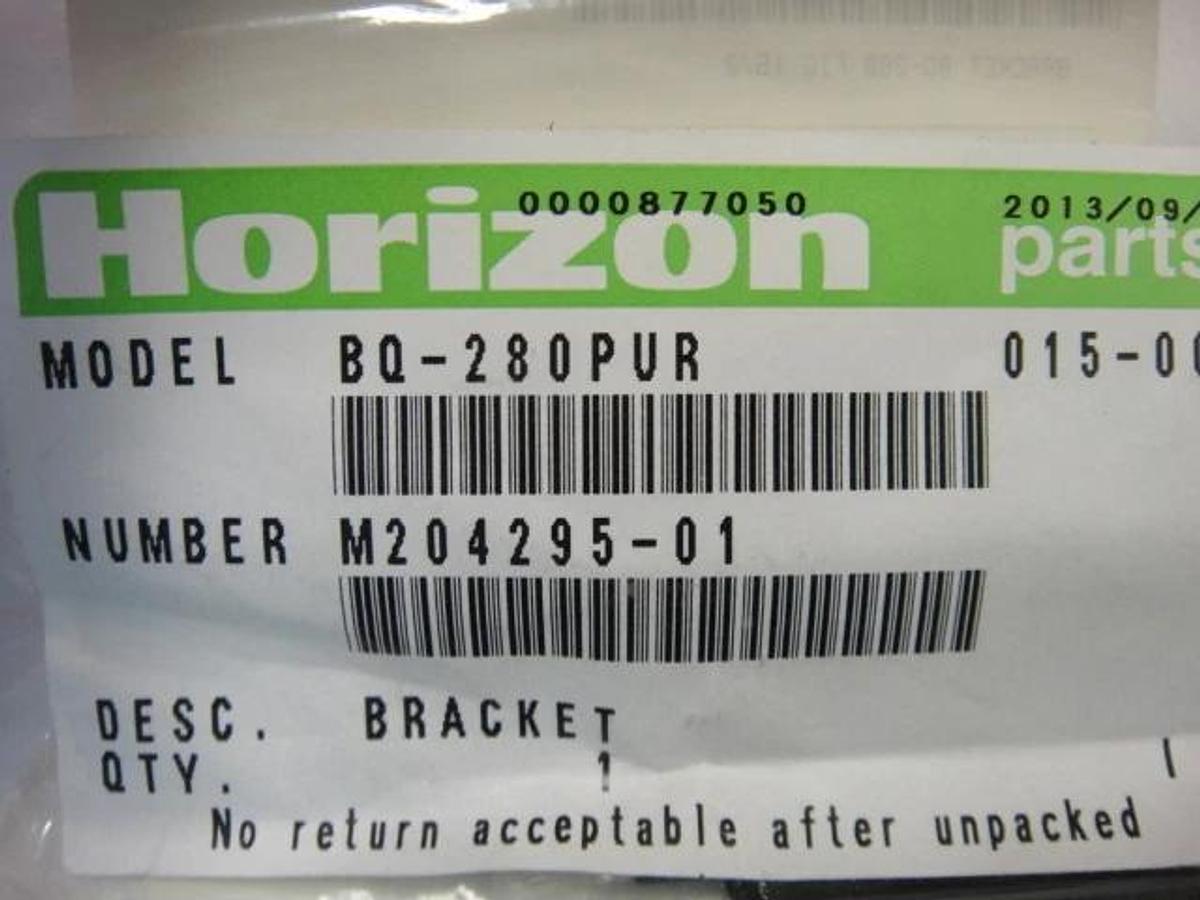 0000877050 2013/09/
Horizon parts
MODEL BQ-280PUR 015-00
NUMBER M204295-01
DESC. BRACKET
QTY. 1
No return acceptable after unpacked